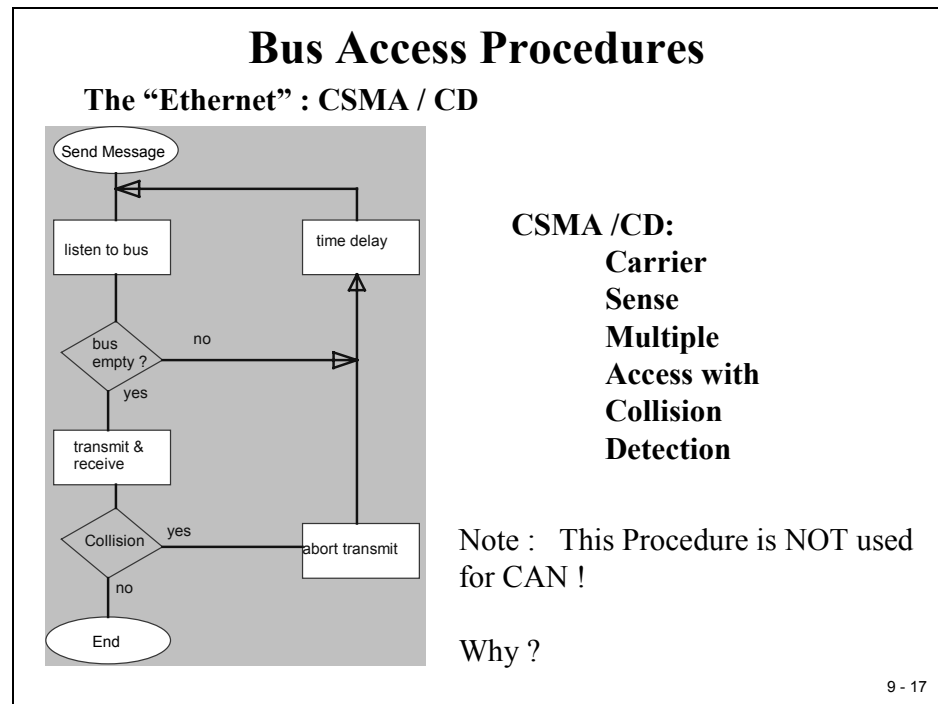 Bus Access Procedures
The “Ethernet” : CSMA / CD
Send Message
listen to bus
time delay
bus
empty ?
no
yes
transmit &
receive
Collision
yes
abort transmit
no
End
CSMA /CD:
Carrier
Sense
Multiple
Access with
Collision
Detection
Note : This Procedure is NOT used
for CAN !
Why ?
9 - 17